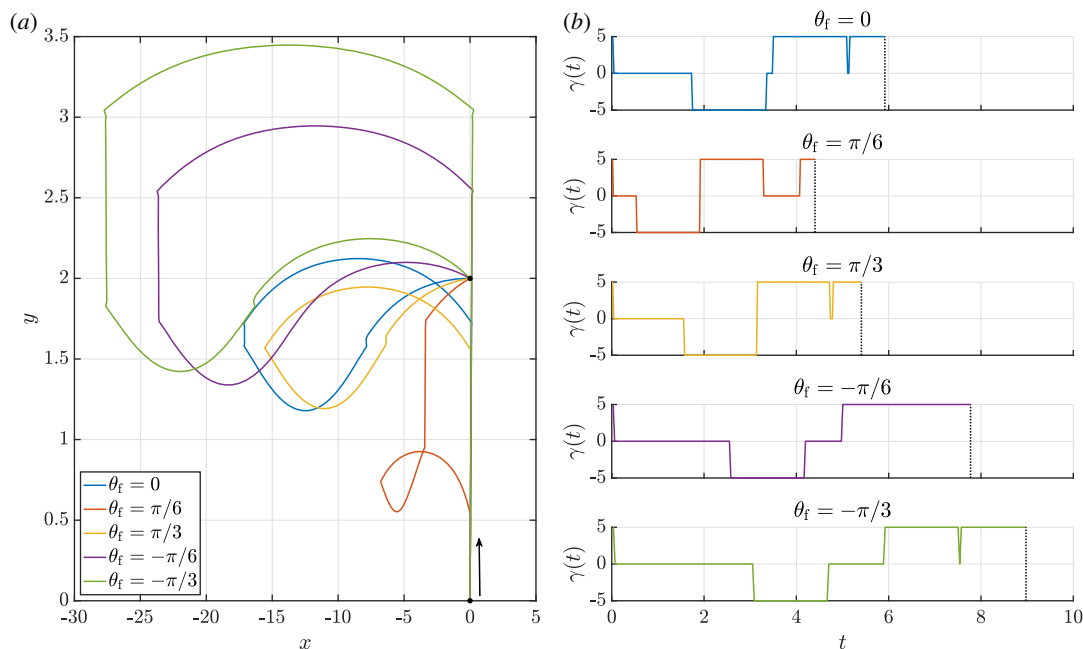 (a)
3.5
3
2.5
2
1.5
1
0.5
0
y
-30 -25 -20 -15 -10 -5 0 5
x
θf = 0
θf = π/6
θf = π/3
θf = −π/6
θf = −π/3
(b)
θf = 0
5
0
-5
γ(t)
θf = π/6
5
0
-5
γ(t)
θf = π/3
5
0
-5
γ(t)
θf = −π/6
5
0
-5
γ(t)
θf = −π/3
5
0
-5
γ(t)
0 2 4 6 8 10
t